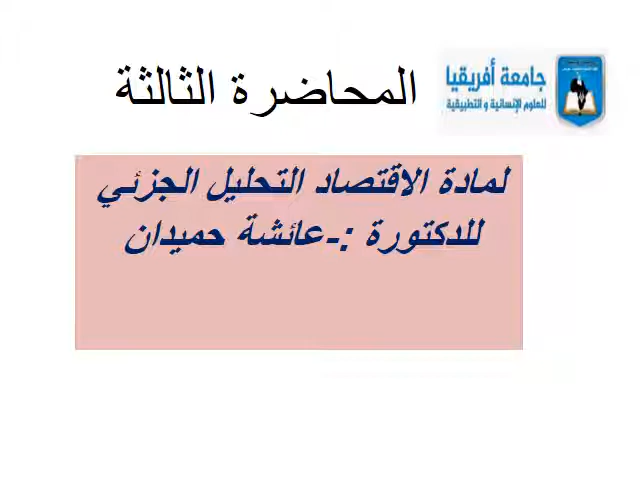 المحاضرة الثالثة
جامعة أفريقيا
للعلوم الإنسانية و التطبيقية
لمادة الاقتصاد التحليل الجزئي
للدكتورة :-عائشة حميدان